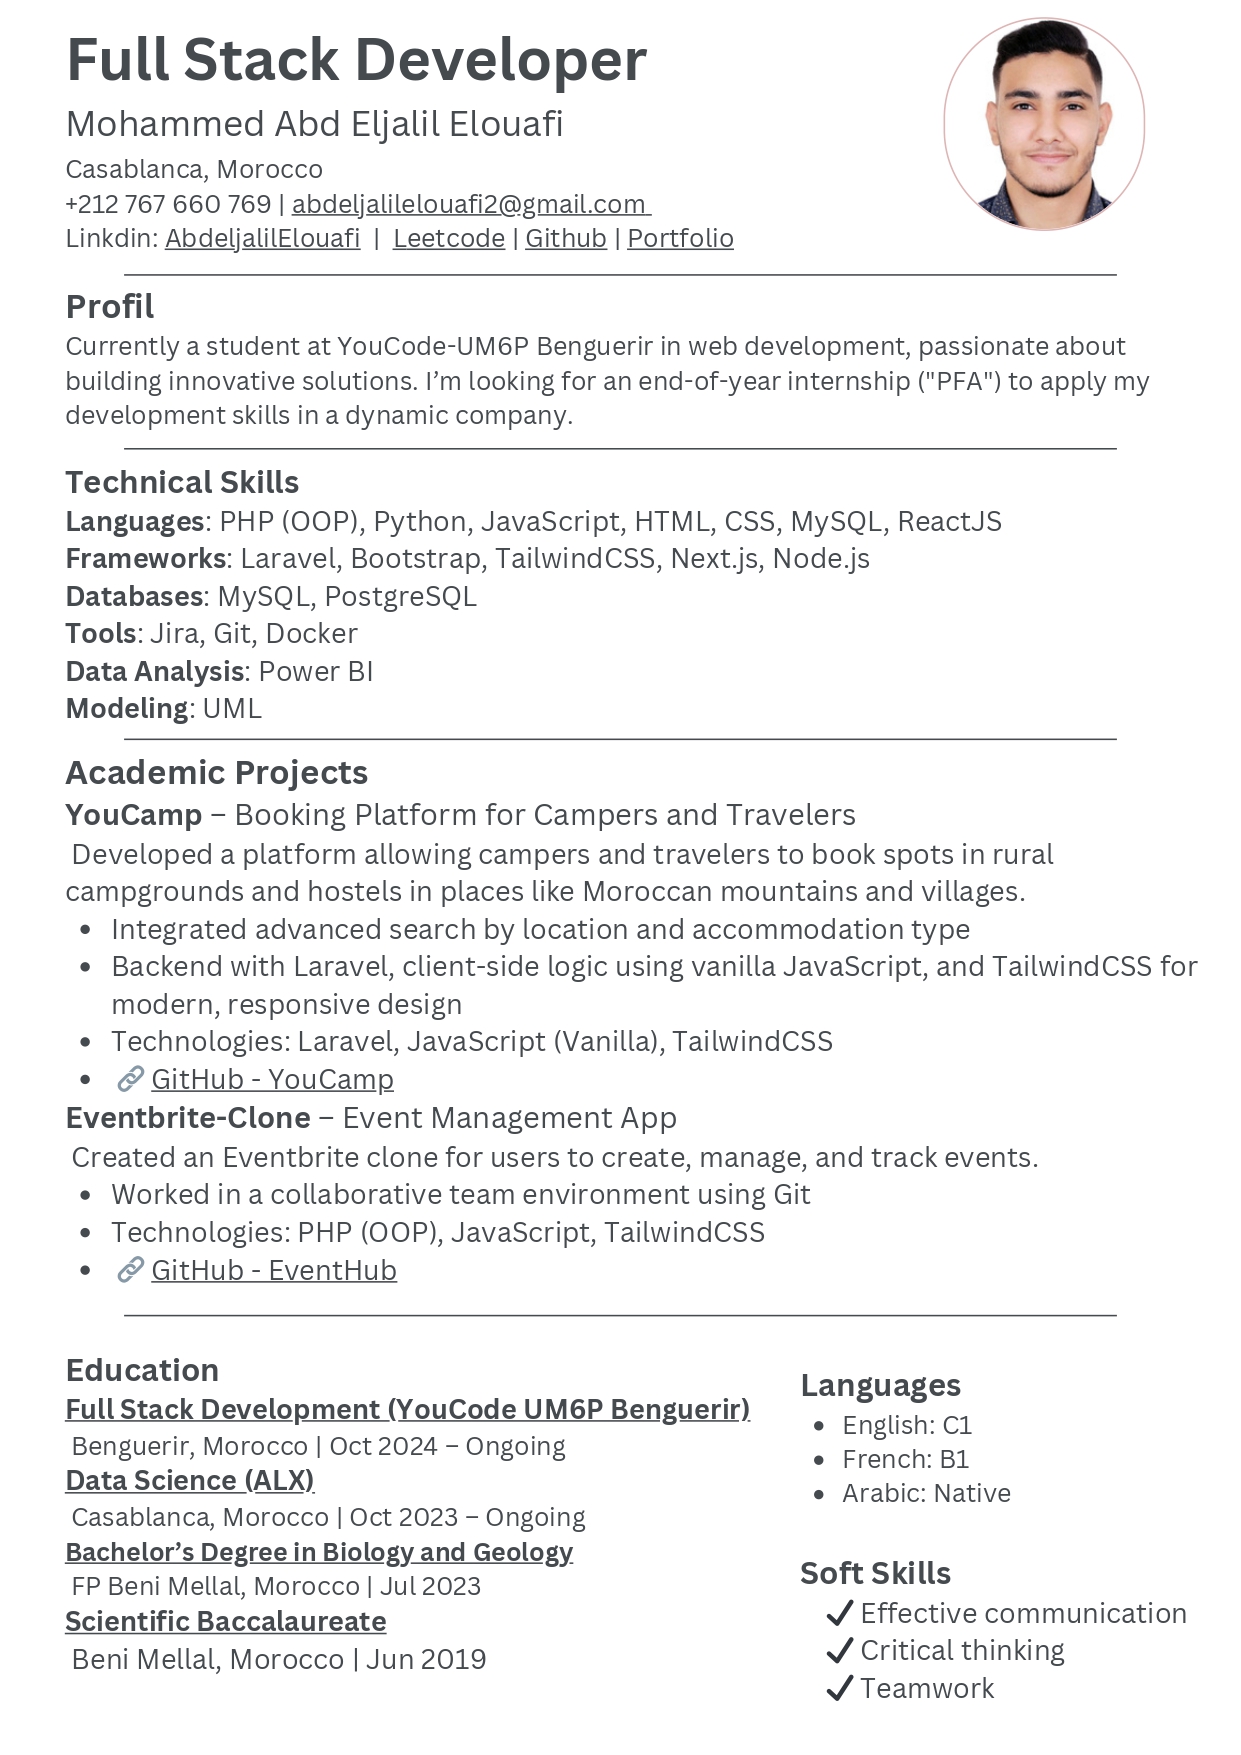 Full Stack Developer
Mohammed Abd Eljalil Elouafi
Casablanca, Morocco
+212 767 660 769 | abdeljalilelouafi2@gmail.com
Linkdin: AbdeljalilElouafi | Leetcode | Github | Portfolio
Profil
Currently a student at YouCode-UM6P Benguerir in web development, passionate about
building innovative solutions. I’m looking for an end-of-year internship ("PFA") to apply my
development skills in a dynamic company.
Technical Skills
Languages: PHP (OOP), Python, JavaScript, HTML, CSS, MySQL, ReactJS
Frameworks: Laravel, Bootstrap, TailwindCSS, Next.js, Node.js
Databases: MySQL, PostgreSQL
Tools: Jira, Git, Docker
Data Analysis: Power BI
Modeling: UML
Academic Projects
YouCamp – Booking Platform for Campers and Travelers
Developed a platform allowing campers and travelers to book spots in rural
campgrounds and hostels in places like Moroccan mountains and villages.
• Integrated advanced search by location and accommodation type
• Backend with Laravel, client-side logic using vanilla JavaScript, and TailwindCSS for
modern, responsive design
• Technologies: Laravel, JavaScript (Vanilla), TailwindCSS
• 🔗 GitHub - YouCamp
Eventbrite-Clone – Event Management App
Created an Eventbrite clone for users to create, manage, and track events.
• Worked in a collaborative team environment using Git
• Technologies: PHP (OOP), JavaScript, TailwindCSS
• 🔗 GitHub - EventHub
Education
Full Stack Development (YouCode UM6P Benguerir)
Benguerir, Morocco | Oct 2024 – Ongoing
Data Science (ALX)
Casablanca, Morocco | Oct 2023 – Ongoing
Bachelor’s Degree in Biology and Geology
FP Beni Mellal, Morocco | Jul 2023
Scientific Baccalaureate
Beni Mellal, Morocco | Jun 2019
Languages
• English: C1
• French: B1
• Arabic: Native
Soft Skills
✔ Effective communication
✔ Critical thinking
✔ Teamwork